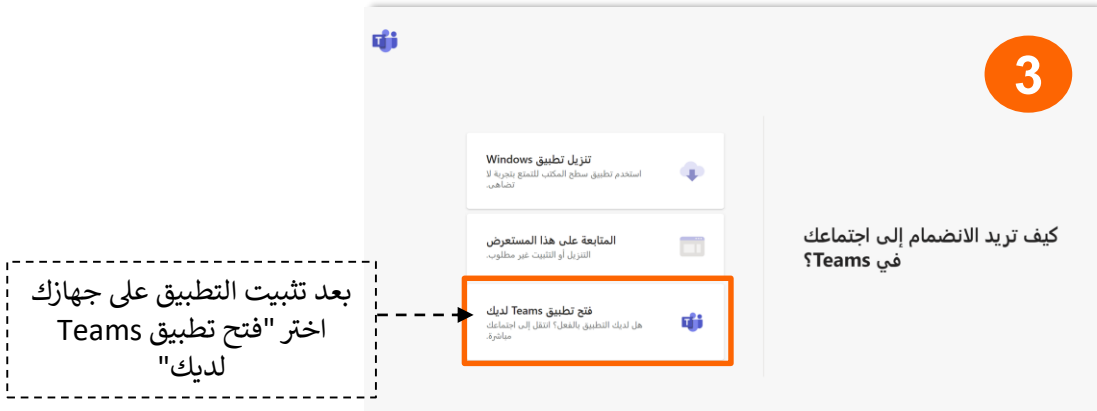 3
كيف تريد الانضمام إلى اجتماعك
في Teams؟
تنزيل تطبيق Windows
استخدم تطبيق سطح المكتب للتمتع بتجربة لا
تضاهى.
المتابعة على هذا المستعرض
التنزيل أو التثبيت غير مطلوب.
فتح تطبيق Teams لديك
هل لديك التطبيق بالفعل؟ انتقل إلى اجتماعك
مباشرة.
بعد تثبيت التطبيق على جهازك
اختر "فتح تطبيق Teams
لديك"